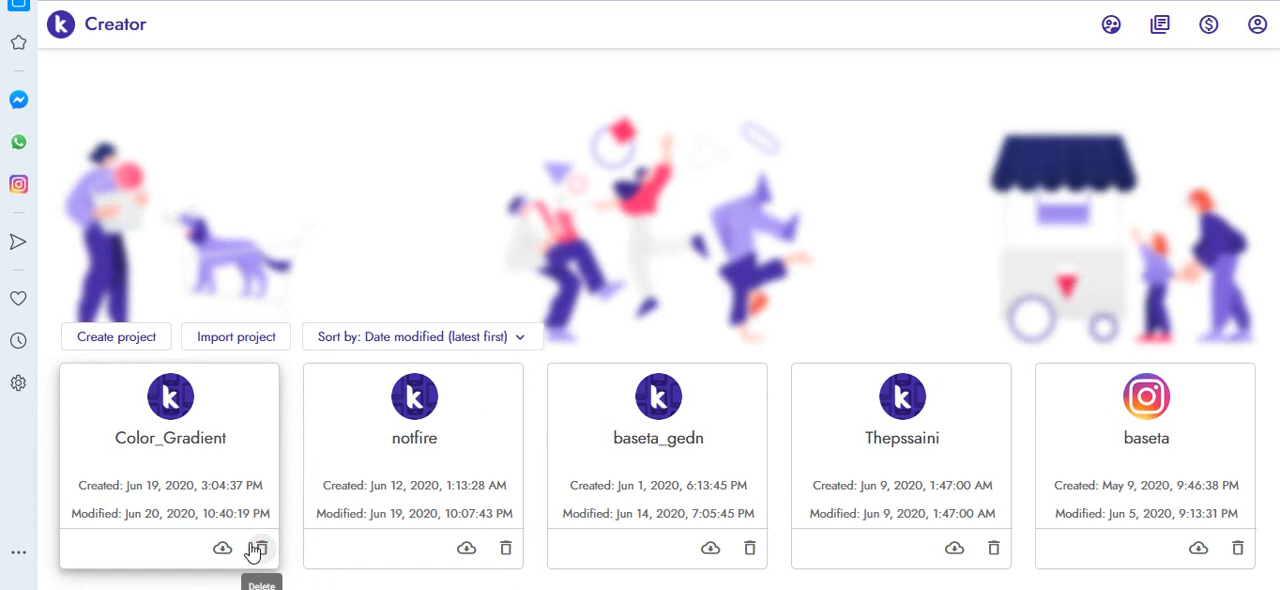 Creator
Create project
Import project
Sort by: Date modified (latest first)
Color_Gradient
Created: Jun 19, 2020, 3:04:37 PM
Modified: Jun 20, 2020, 10:40:19 PM
notfire
Created: Jun 12, 2020, 1:13:28 AM
Modified: Jun 19, 2020, 10:07:43 PM
baseta_gedn
Created: Jun 1, 2020, 6:13:45 PM
Modified: Jun 14, 2020, 7:05:45 PM
Thepssaini
Created: Jun 9, 2020, 1:47:00 AM
Modified: Jun 9, 2020, 1:47:00 AM
baseta
Created: May 9, 2020, 9:46:38 PM
Modified: Jun 5, 2020, 9:13:31 PM
Delete